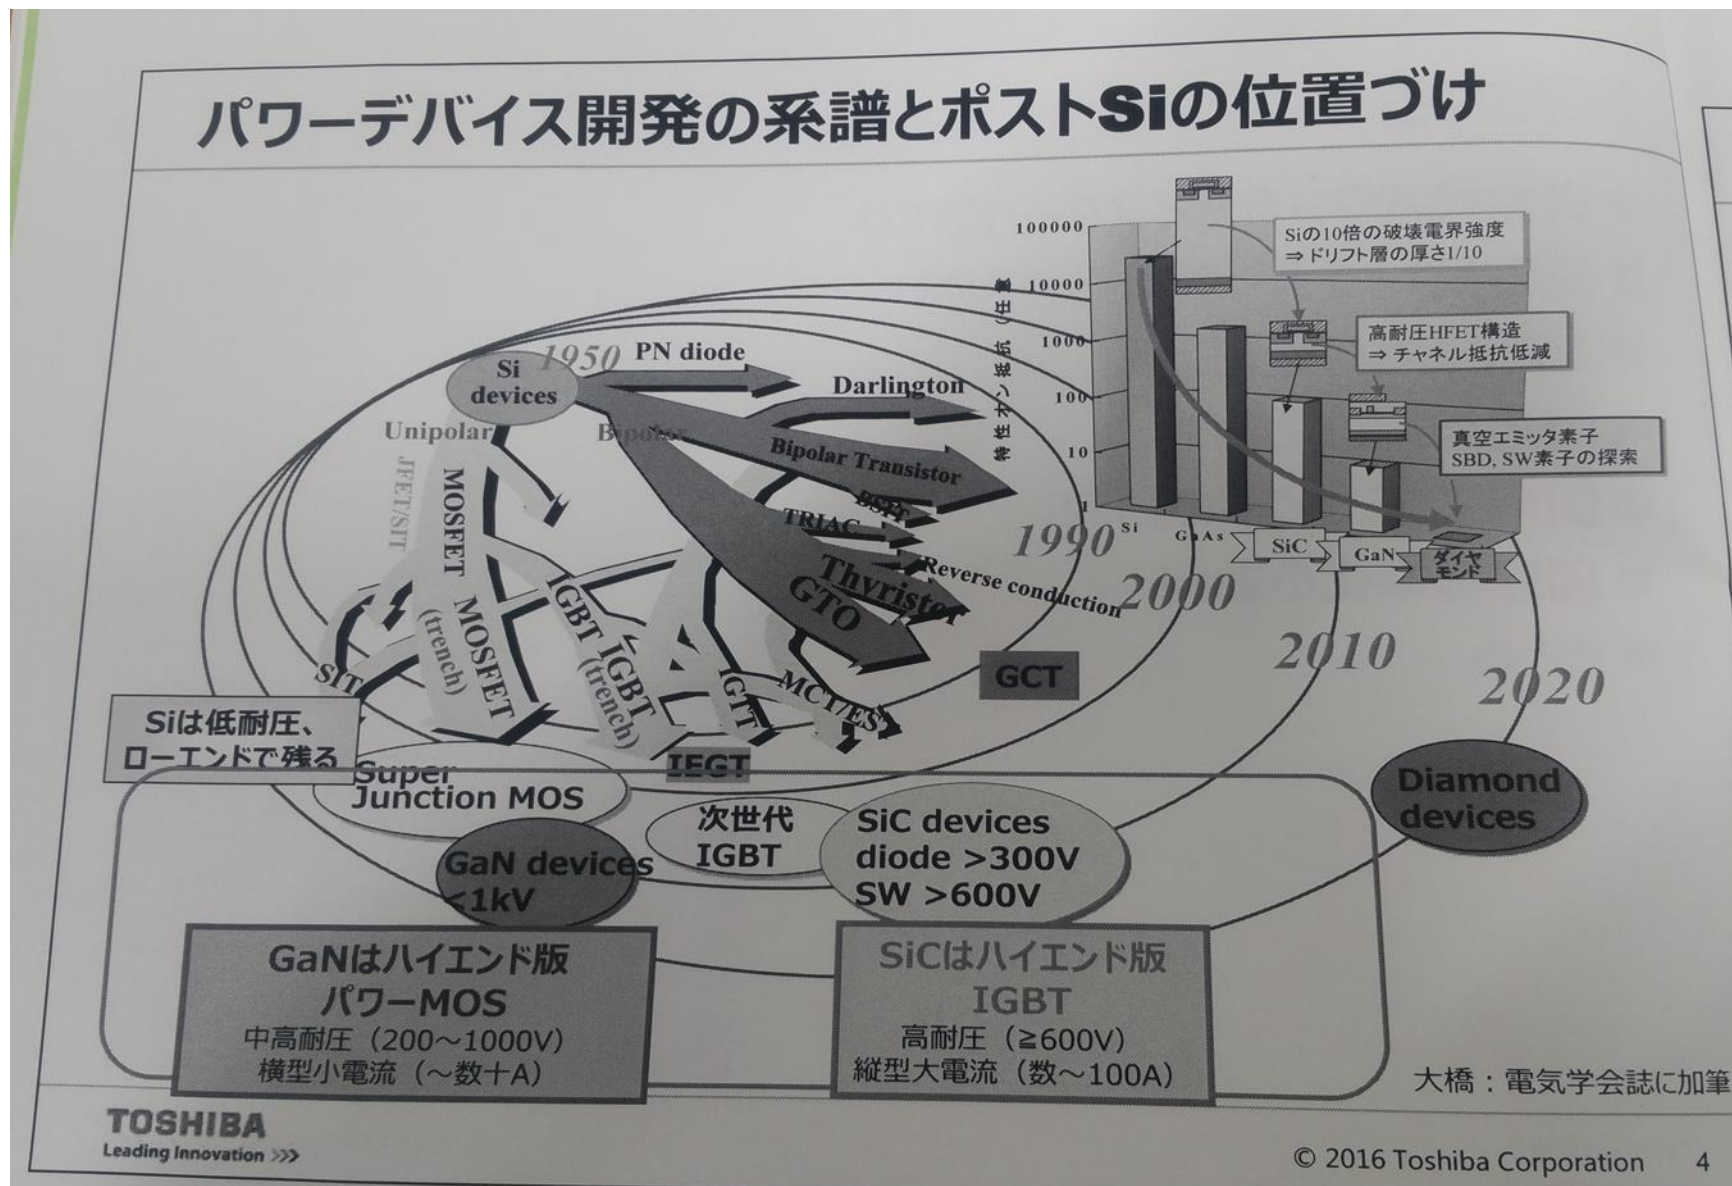 パワーデバイス開発の系譜とポストSiの位置づけ
100000
10000
1000
100
10
1
特性オン抵抗（任意
Siの10倍の破壊電界強度
⇒ ドリフト層の厚さ1/10
高耐圧HFET構造
⇒ チャネル抵抗低減
真空エミッタ素子
SBD, SW素子の探索
Si
GaAs
SiC
GaN
ダイヤ
モンド
Si
devices
1950
PN diode
Darlington
Unipolar
Bipolar
Bipolar Transistor
JFET/SIT
MOSFET
BSIT
TRIAC
Reverse conduction
Thyristor
GTO
1990
2000
2010
2020
IGBT
MOSFET
(trench)
IGBT
(trench)
SIT
IGTT
MCT/EST
GCT
IEGT
Siは低耐圧、
ローエンドで残る
Super
Junction MOS
次世代
IGBT
SiC devices
diode >300V
SW >600V
GaN devices
<1kV
Diamond
devices
GaNはハイエンド版
パワーMOS
中高耐圧（200～1000V）
横型小電流（～数十A）
SiCはハイエンド版
IGBT
高耐圧（≧600V）
縦型大電流（数～100A）
大橋：電気学会誌に加筆
TOSHIBA
Leading Innovation >>>
© 2016 Toshiba Corporation
4